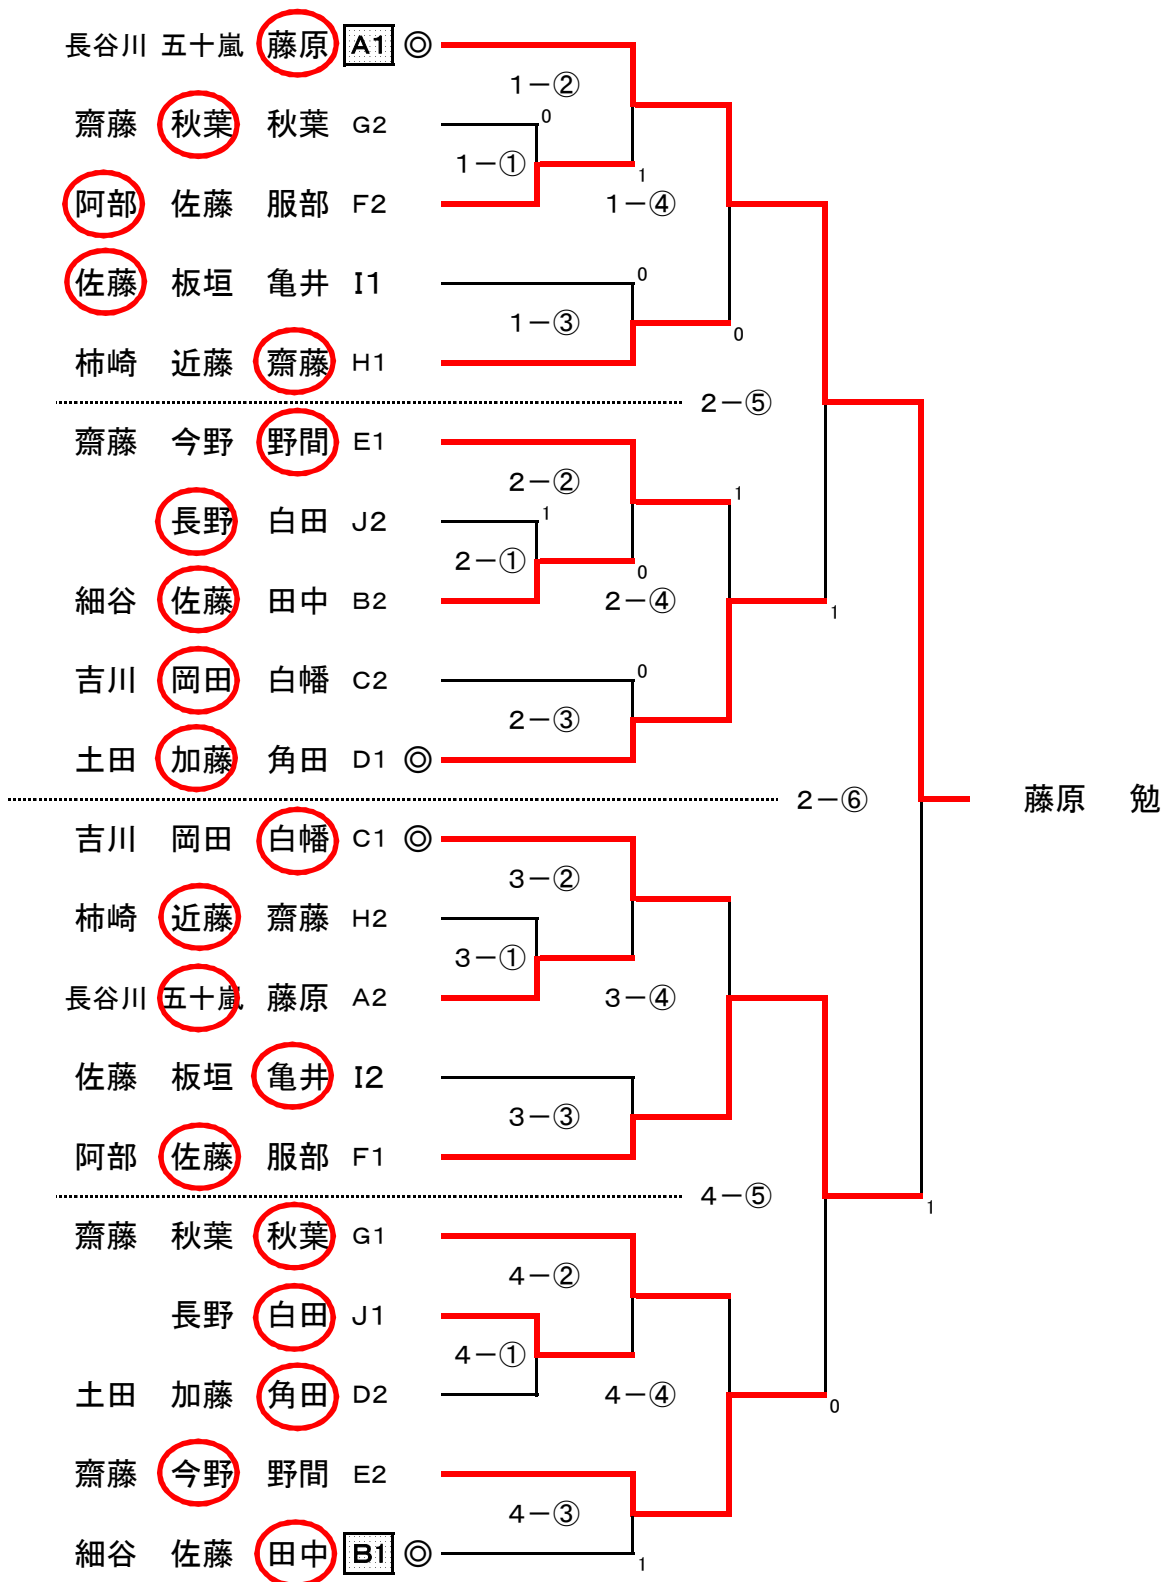 長谷川 五十嵐 藤原 A1 ◎
1－②
齋藤 秋葉 秋葉 G2 0
1－① 1
阿部 佐藤 服部 F2 1－④
佐藤 板垣 亀井 I1 0
1－③ 0
柿崎 近藤 齋藤 H1
2－⑤
齋藤 今野 野間 E1
2－② 1
長野 白田 J2 1
2－① 0
細谷 佐藤 田中 B2 2－④ 1
吉川 岡田 白幡 C2 0
2－③
土田 加藤 角田 D1 ◎
2－⑥ 藤原 勉
吉川 岡田 白幡 C1 ◎
3－②
柿崎 近藤 齋藤 H2
3－①
長谷川 五十嵐 藤原 A2 3－④
佐藤 板垣 亀井 I2
3－③
阿部 佐藤 服部 F1
4－⑤ 1
齋藤 秋葉 秋葉 G1
4－②
長野 白田 J1
4－①
土田 加藤 角田 D2 4－④ 0
齋藤 今野 野間 E2
4－③
細谷 佐藤 田中 B1 ◎ 1